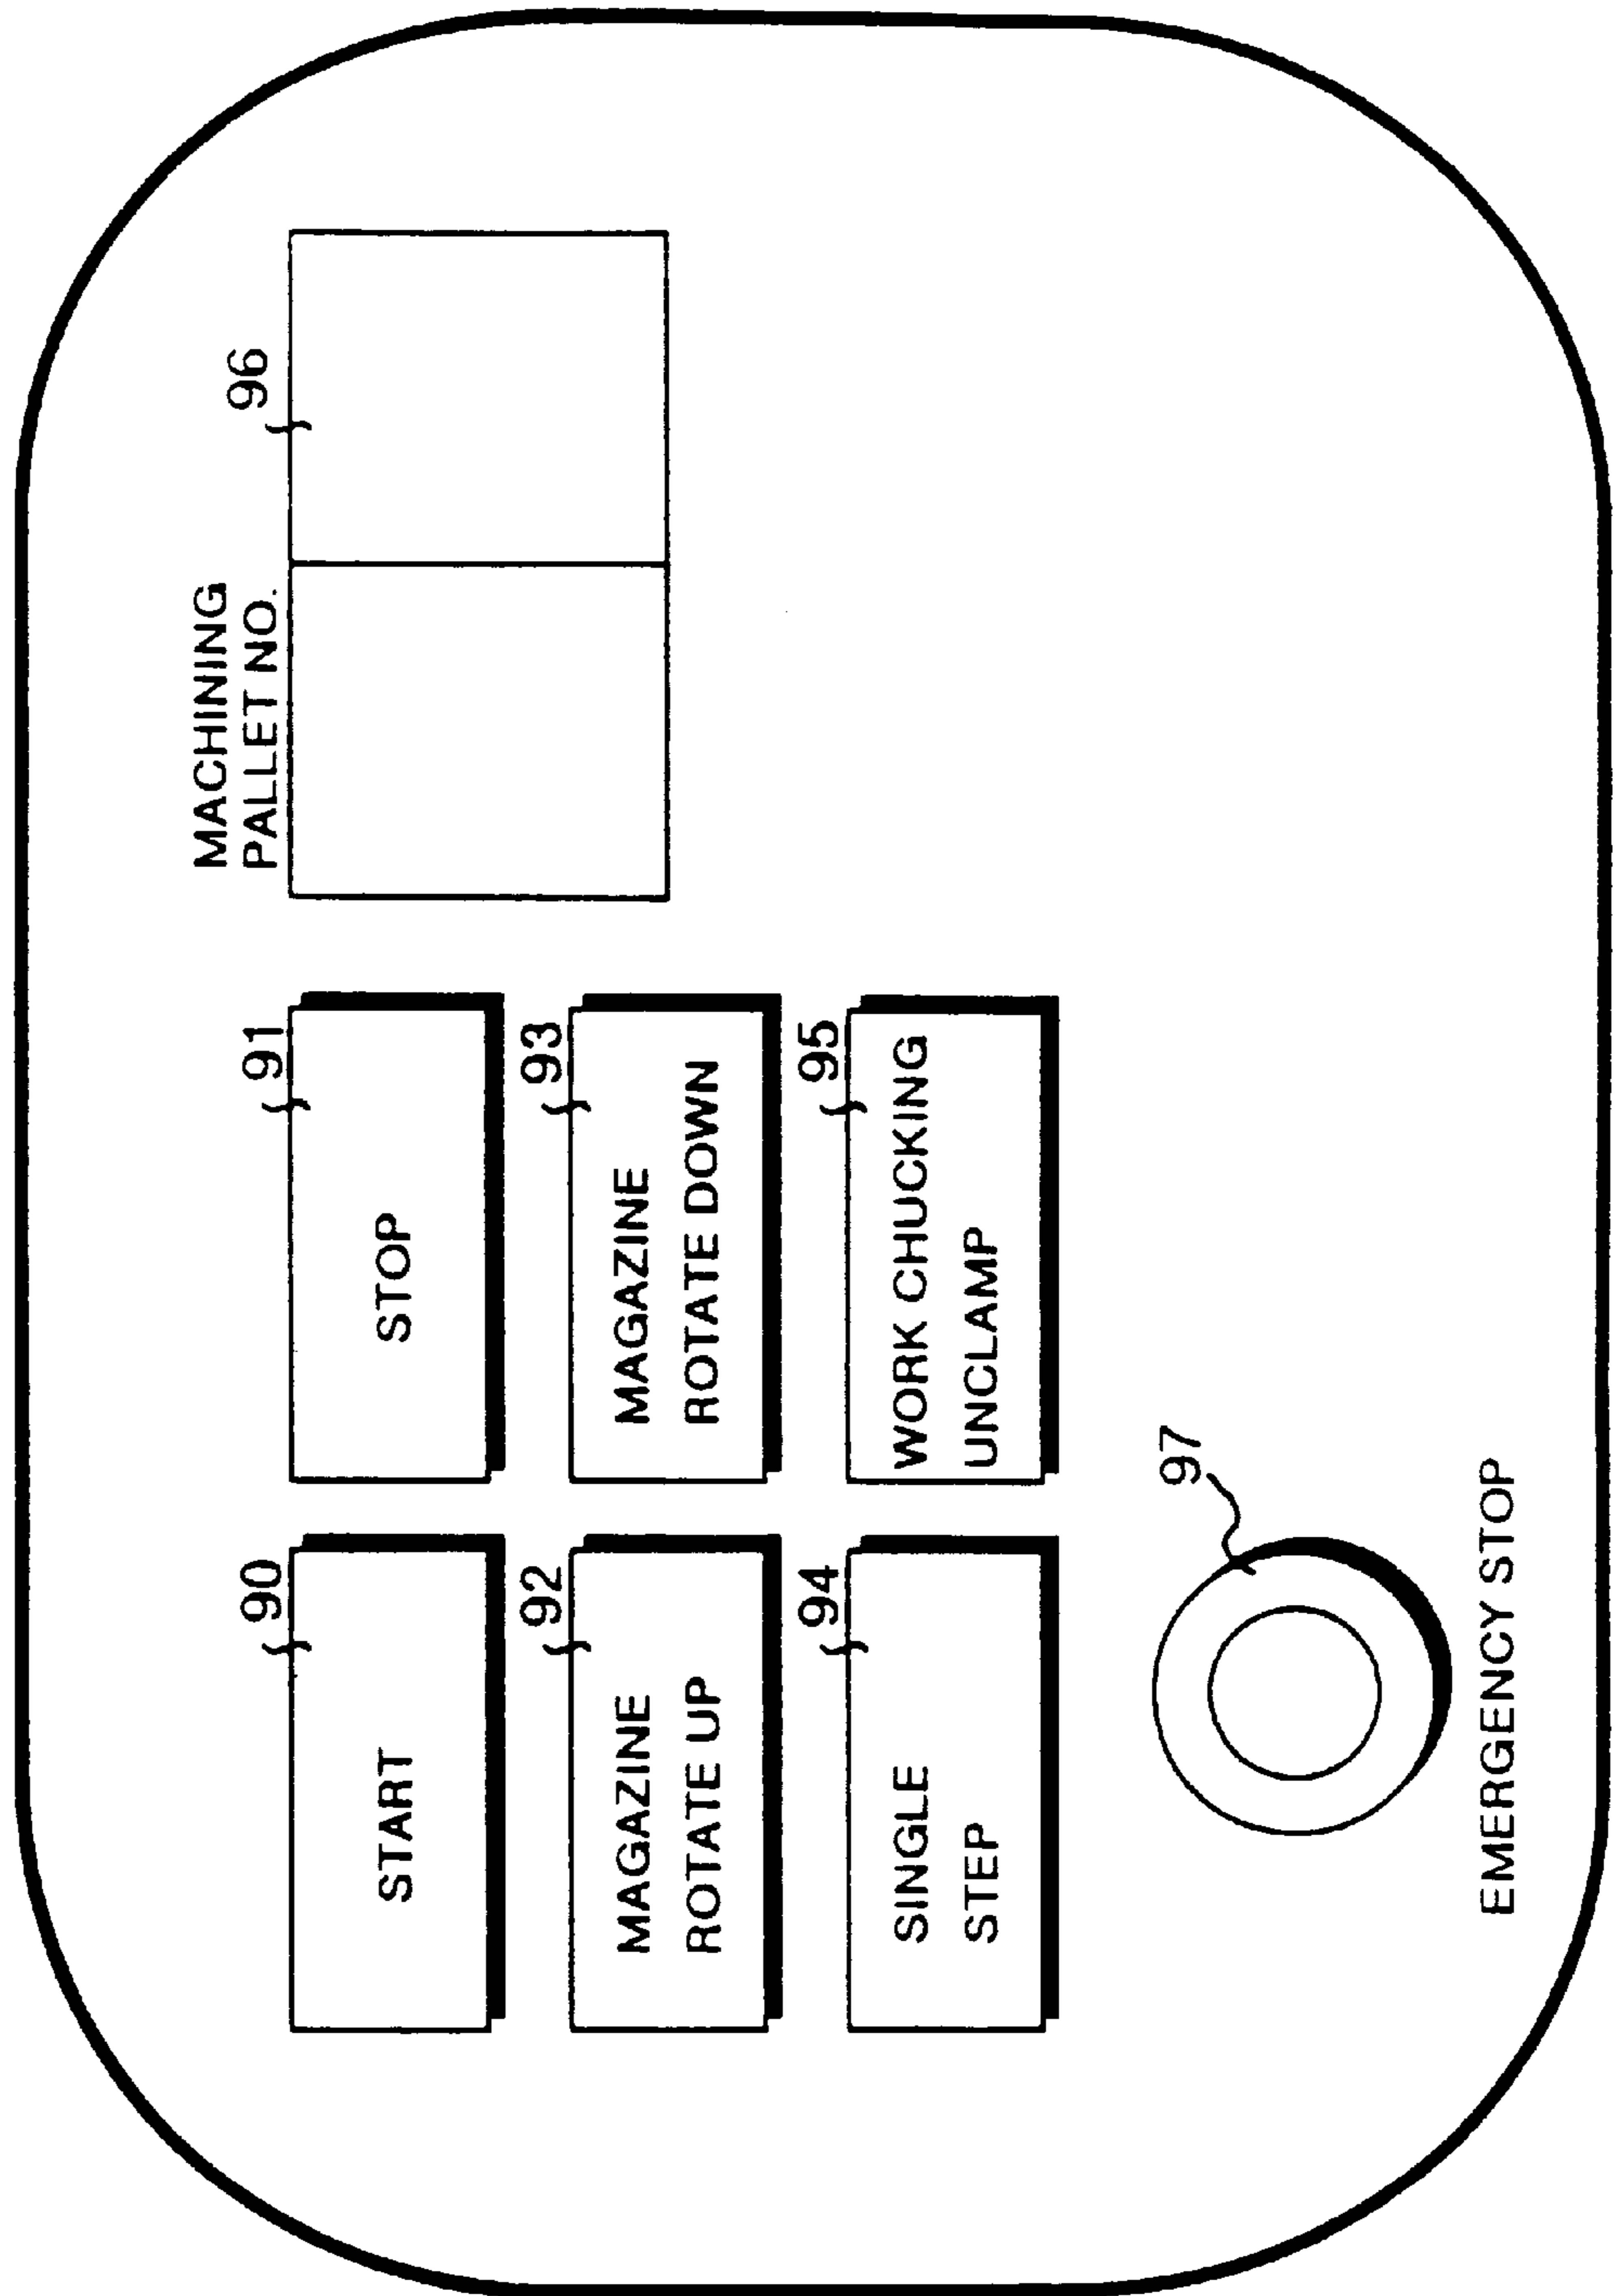 MACHINING
PALLET NO.
96
90
START
91
STOP
92
MAGAZINE
ROTATE UP
93
MAGAZINE
ROTATE DOWN
94
SINGLE
STEP
95
WORK CHUCKING
UNCLAMP
97
EMERGENCY STOP